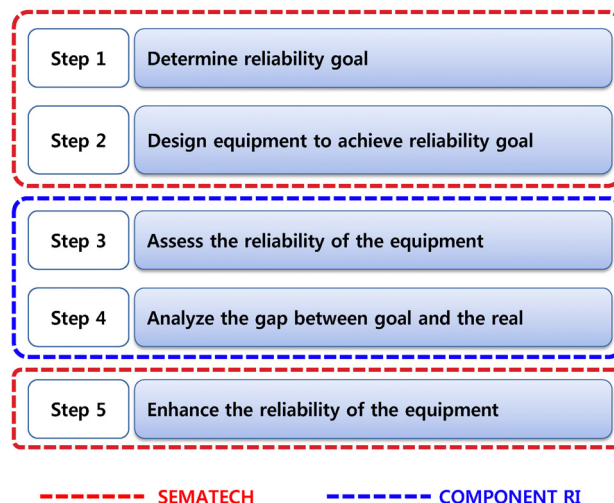 Step 1 Determine reliability goal
Step 2 Design equipment to achieve reliability goal
Step 3 Assess the reliability of the equipment
Step 4 Analyze the gap between goal and the real
Step 5 Enhance the reliability of the equipment
SEMATECH COMPONENT RI